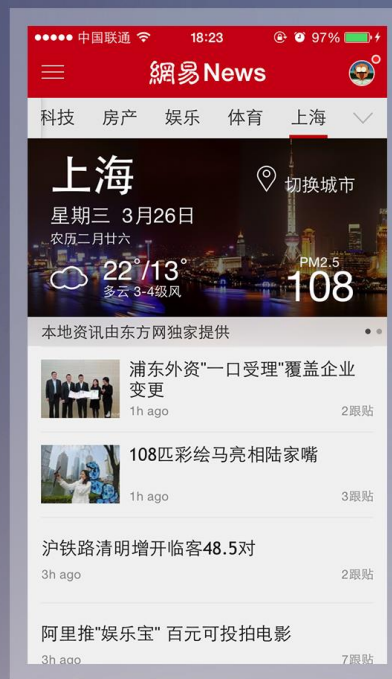 中国联通 18:23 97%
網易News
科技 房产 娱乐 体育 上海
上海
切换城市
星期三 3月26日
农历二月廿六
22°/13°
多云 3-4级风
PM2.5
108
本地资讯由东方网独家提供
浦东外资"一口受理"覆盖企业
变更
1h ago 2跟贴
108匹彩绘马亮相陆家嘴
1h ago 3跟贴
沪铁路清明增开临客48.5对
3h ago 2跟贴
阿里推"娱乐宝" 百元可投拍电影
3h ago 7跟贴